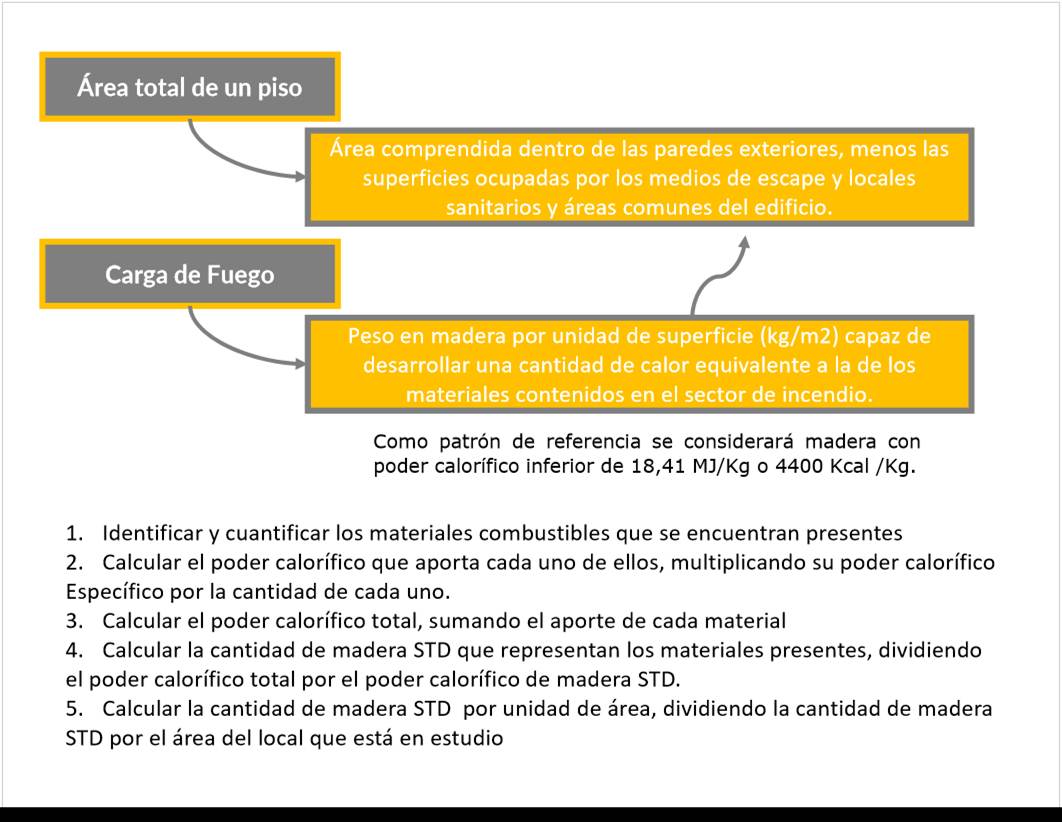 Área total de un piso
Área comprendida dentro de las paredes exteriores, menos las
superficies ocupadas por los medios de escape y locales
sanitarios y áreas comunes del edificio.
Carga de Fuego
Peso en madera por unidad de superficie (kg/m2) capaz de
desarrollar una cantidad de calor equivalente a la de los
materiales contenidos en el sector de incendio.
Como patrón de referencia se considerará madera con
poder calorífico inferior de 18,41 MJ/Kg o 4400 Kcal /Kg.
1. Identificar y cuantificar los materiales combustibles que se encuentran presentes
2. Calcular el poder calorífico que aporta cada uno de ellos, multiplicando su poder calorífico
Específico por la cantidad de cada uno.
3. Calcular el poder calorífico total, sumando el aporte de cada material
4. Calcular la cantidad de madera STD que representan los materiales presentes, dividiendo
el poder calorífico total por el poder calorífico de madera STD.
5. Calcular la cantidad de madera STD por unidad de área, dividiendo la cantidad de madera
STD por el área del local que está en estudio